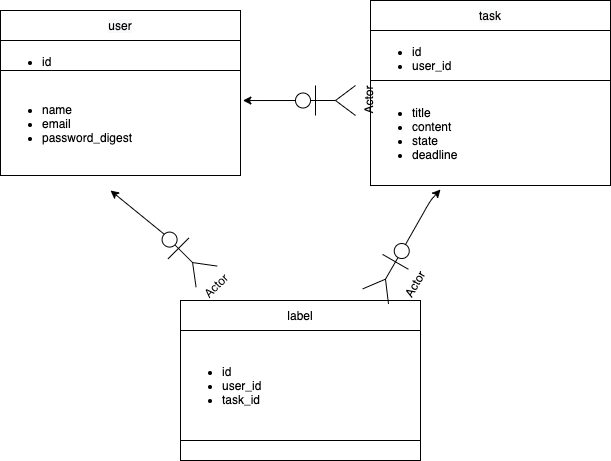 user
• id
• name
• email
• password_digest
task
• id
• user_id
• title
• content
• state
• deadline
Actor
Actor
Actor
label
• id
• user_id
• task_id